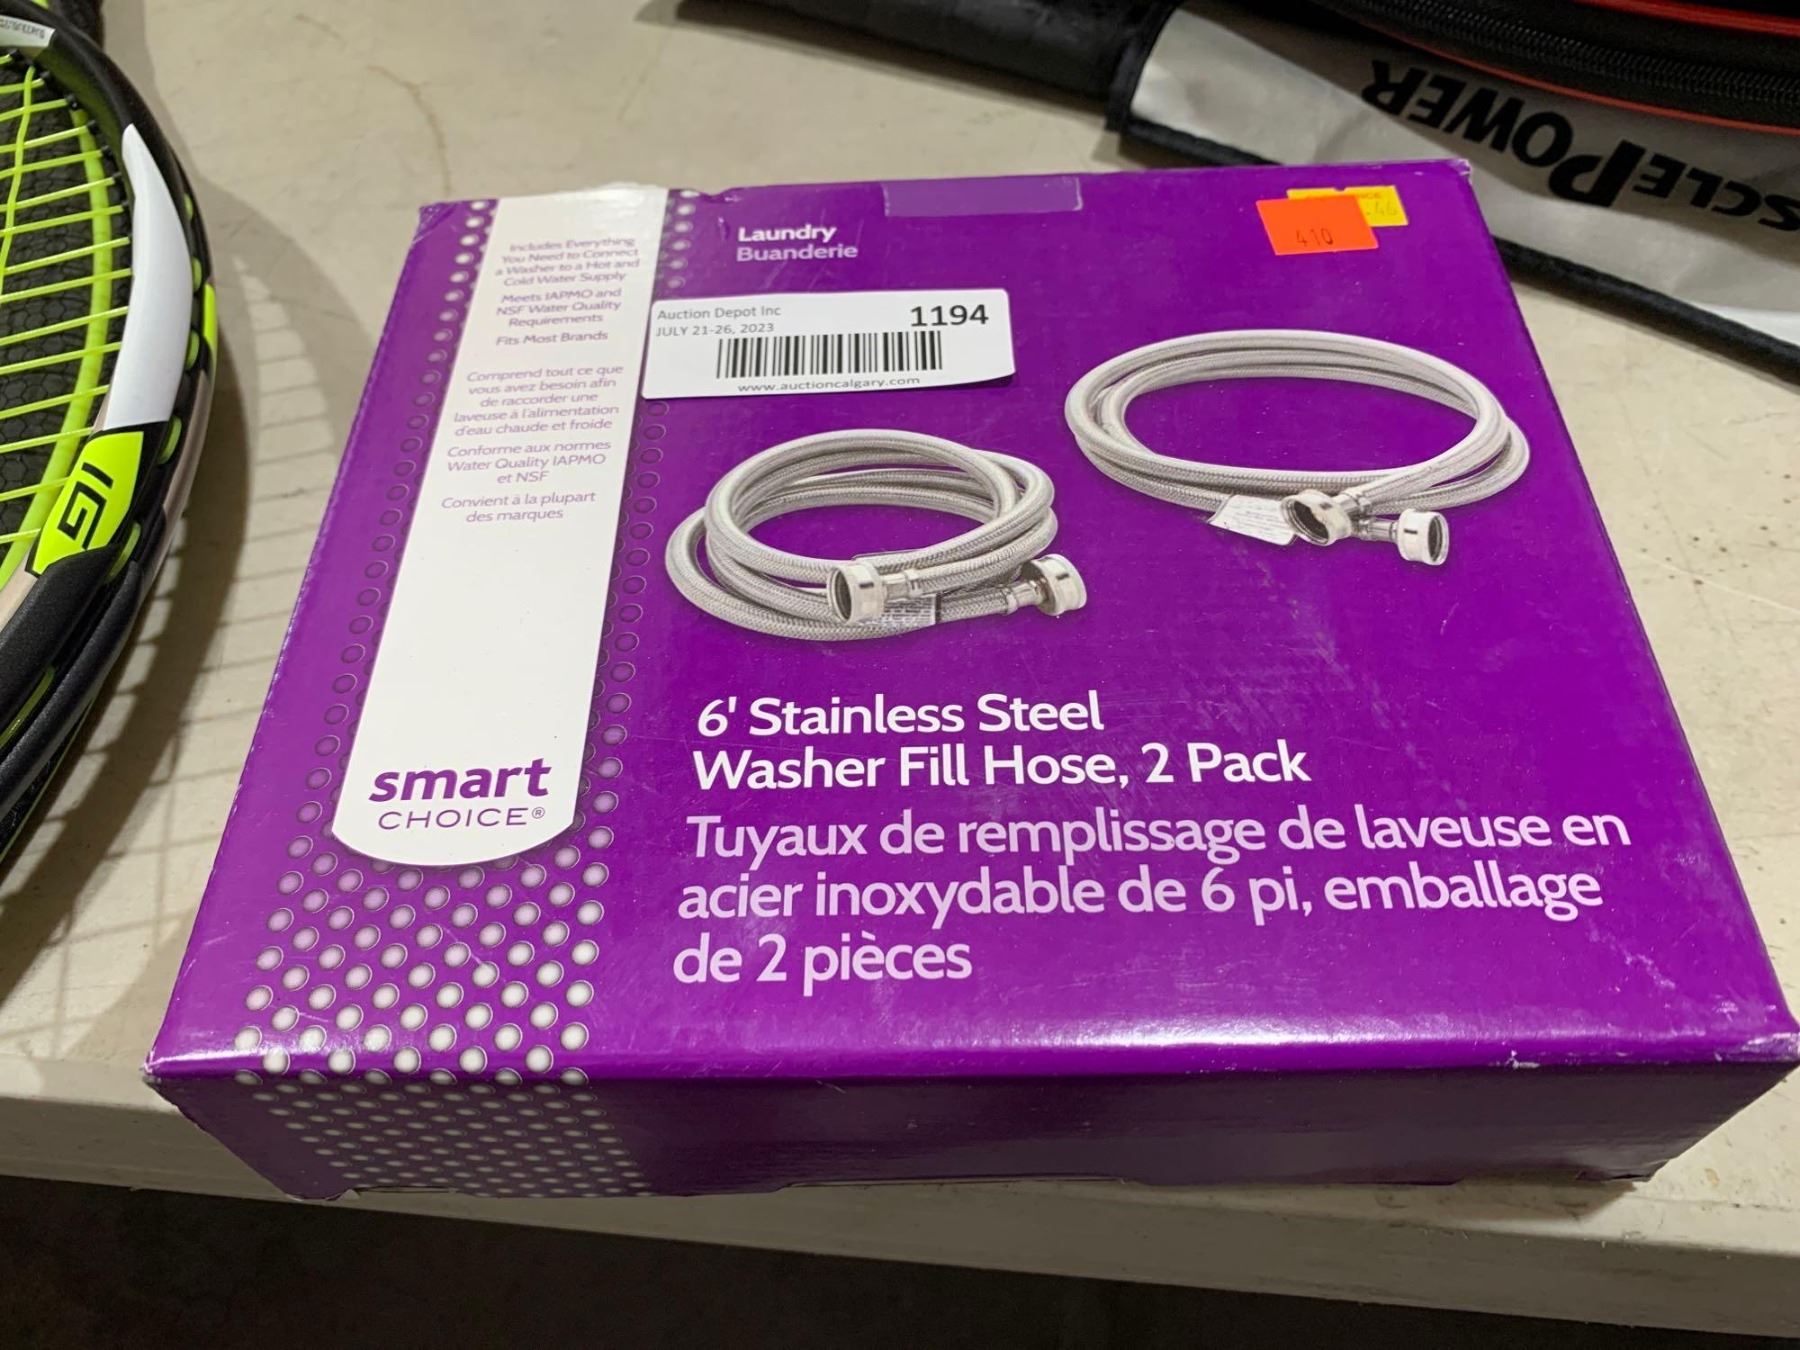 IG
MUSCLEPOWER
Includes Everything
You Need to Connect
a Washer to a Hot and
Cold Water Supply
Meets IAPMO and
NSF Water Quality
Requirements
Fits Most Brands
Comprend tout ce que
vous avez besoin afin
de raccorder une
laveuse à l'alimentation
d'eau chaude et froide
Conforme aux normes
Water Quality IAPMO
et NSF
Convient à la plupart
des marques
smart
CHOICE®
Laundry
Buanderie
Auction Depot Inc
JULY 21-26, 2023
1194
www.auctioncalgary.com
410
.46
6' Stainless Steel
Washer Fill Hose, 2 Pack
Tuyaux de remplissage de laveuse en
acier inoxydable de 6 pi, emballage
de 2 pièces